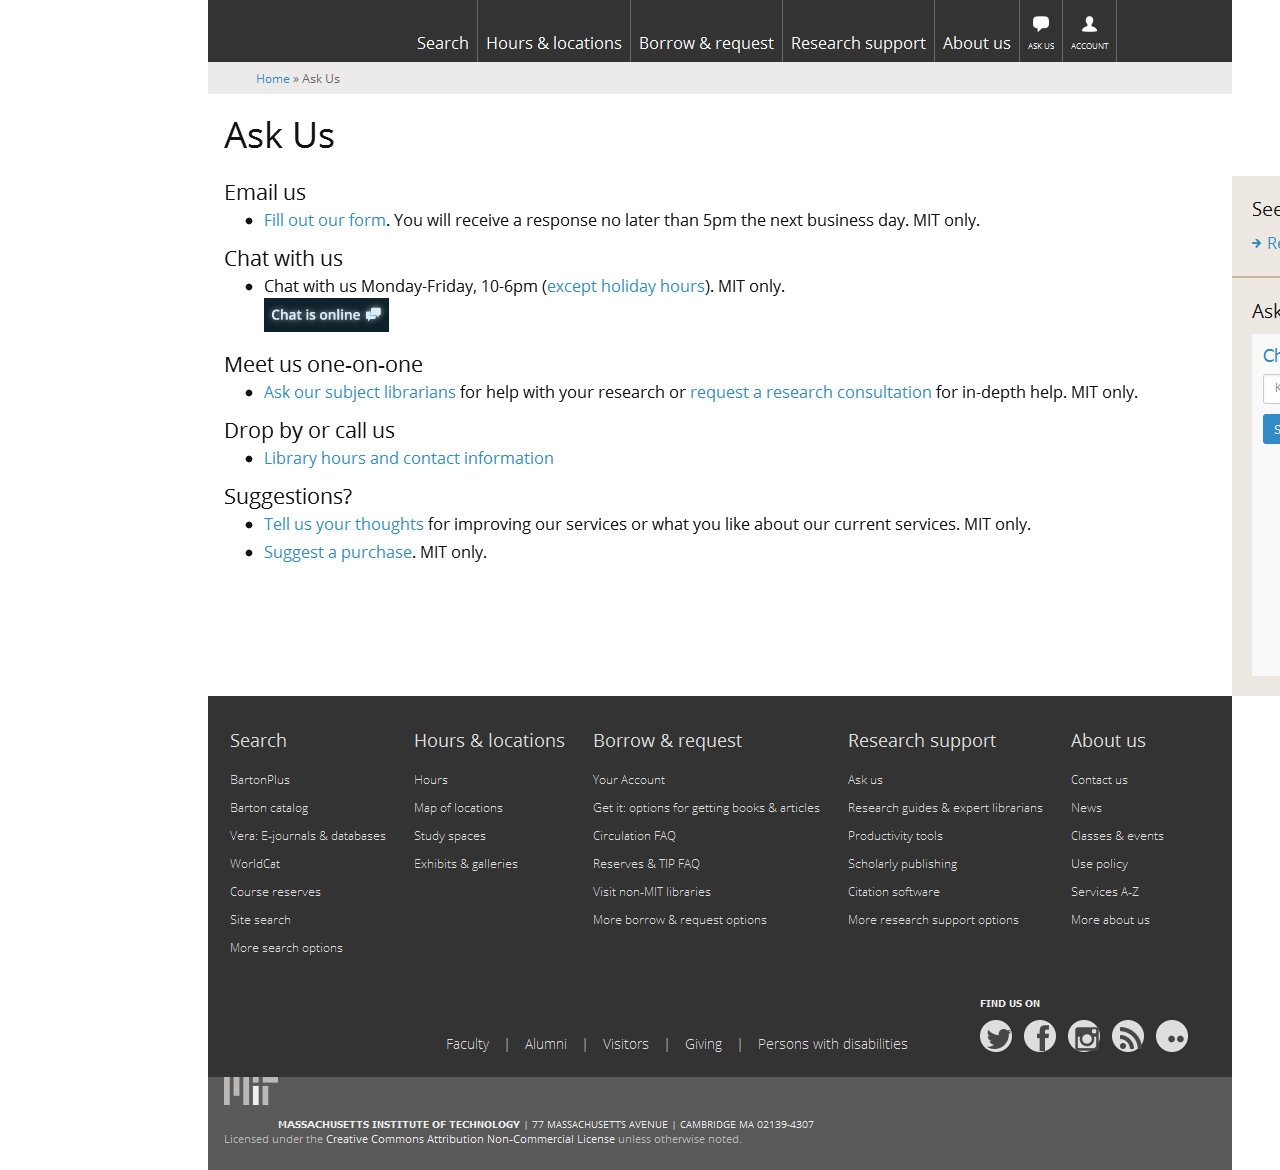 Search
Hours & locations
Borrow & request
Research support
About us
ASK US
ACCOUNT
Home » Ask Us
Ask Us
Email us
Fill out our form. You will receive a response no later than 5pm the next business day. MIT only.
Chat with us
Chat with us Monday-Friday, 10-6pm (except holiday hours). MIT only.
Chat is online
Meet us one-on-one
Ask our subject librarians for help with your research or request a research consultation for in-depth help. MIT only.
Drop by or call us
Library hours and contact information
Suggestions?
Tell us your thoughts for improving our services or what you like about our current services. MIT only.
Suggest a purchase. MIT only.
See
Ask
Search
BartonPlus
Barton catalog
Vera: E-journals & databases
WorldCat
Course reserves
Site search
More search options
Hours & locations
Hours
Map of locations
Study spaces
Exhibits & galleries
Borrow & request
Your Account
Get it: options for getting books & articles
Circulation FAQ
Reserves & TIP FAQ
Visit non-MIT libraries
More borrow & request options
Research support
Ask us
Research guides & expert librarians
Productivity tools
Scholarly publishing
Citation software
More research support options
About us
Contact us
News
Classes & events
Use policy
Services A-Z
More about us
FIND US ON
Faculty | Alumni | Visitors | Giving | Persons with disabilities
MIT
MASSACHUSETTS INSTITUTE OF TECHNOLOGY | 77 MASSACHUSETTS AVENUE | CAMBRIDGE MA 02139-4307
Licensed under the Creative Commons Attribution Non-Commercial License unless otherwise noted.